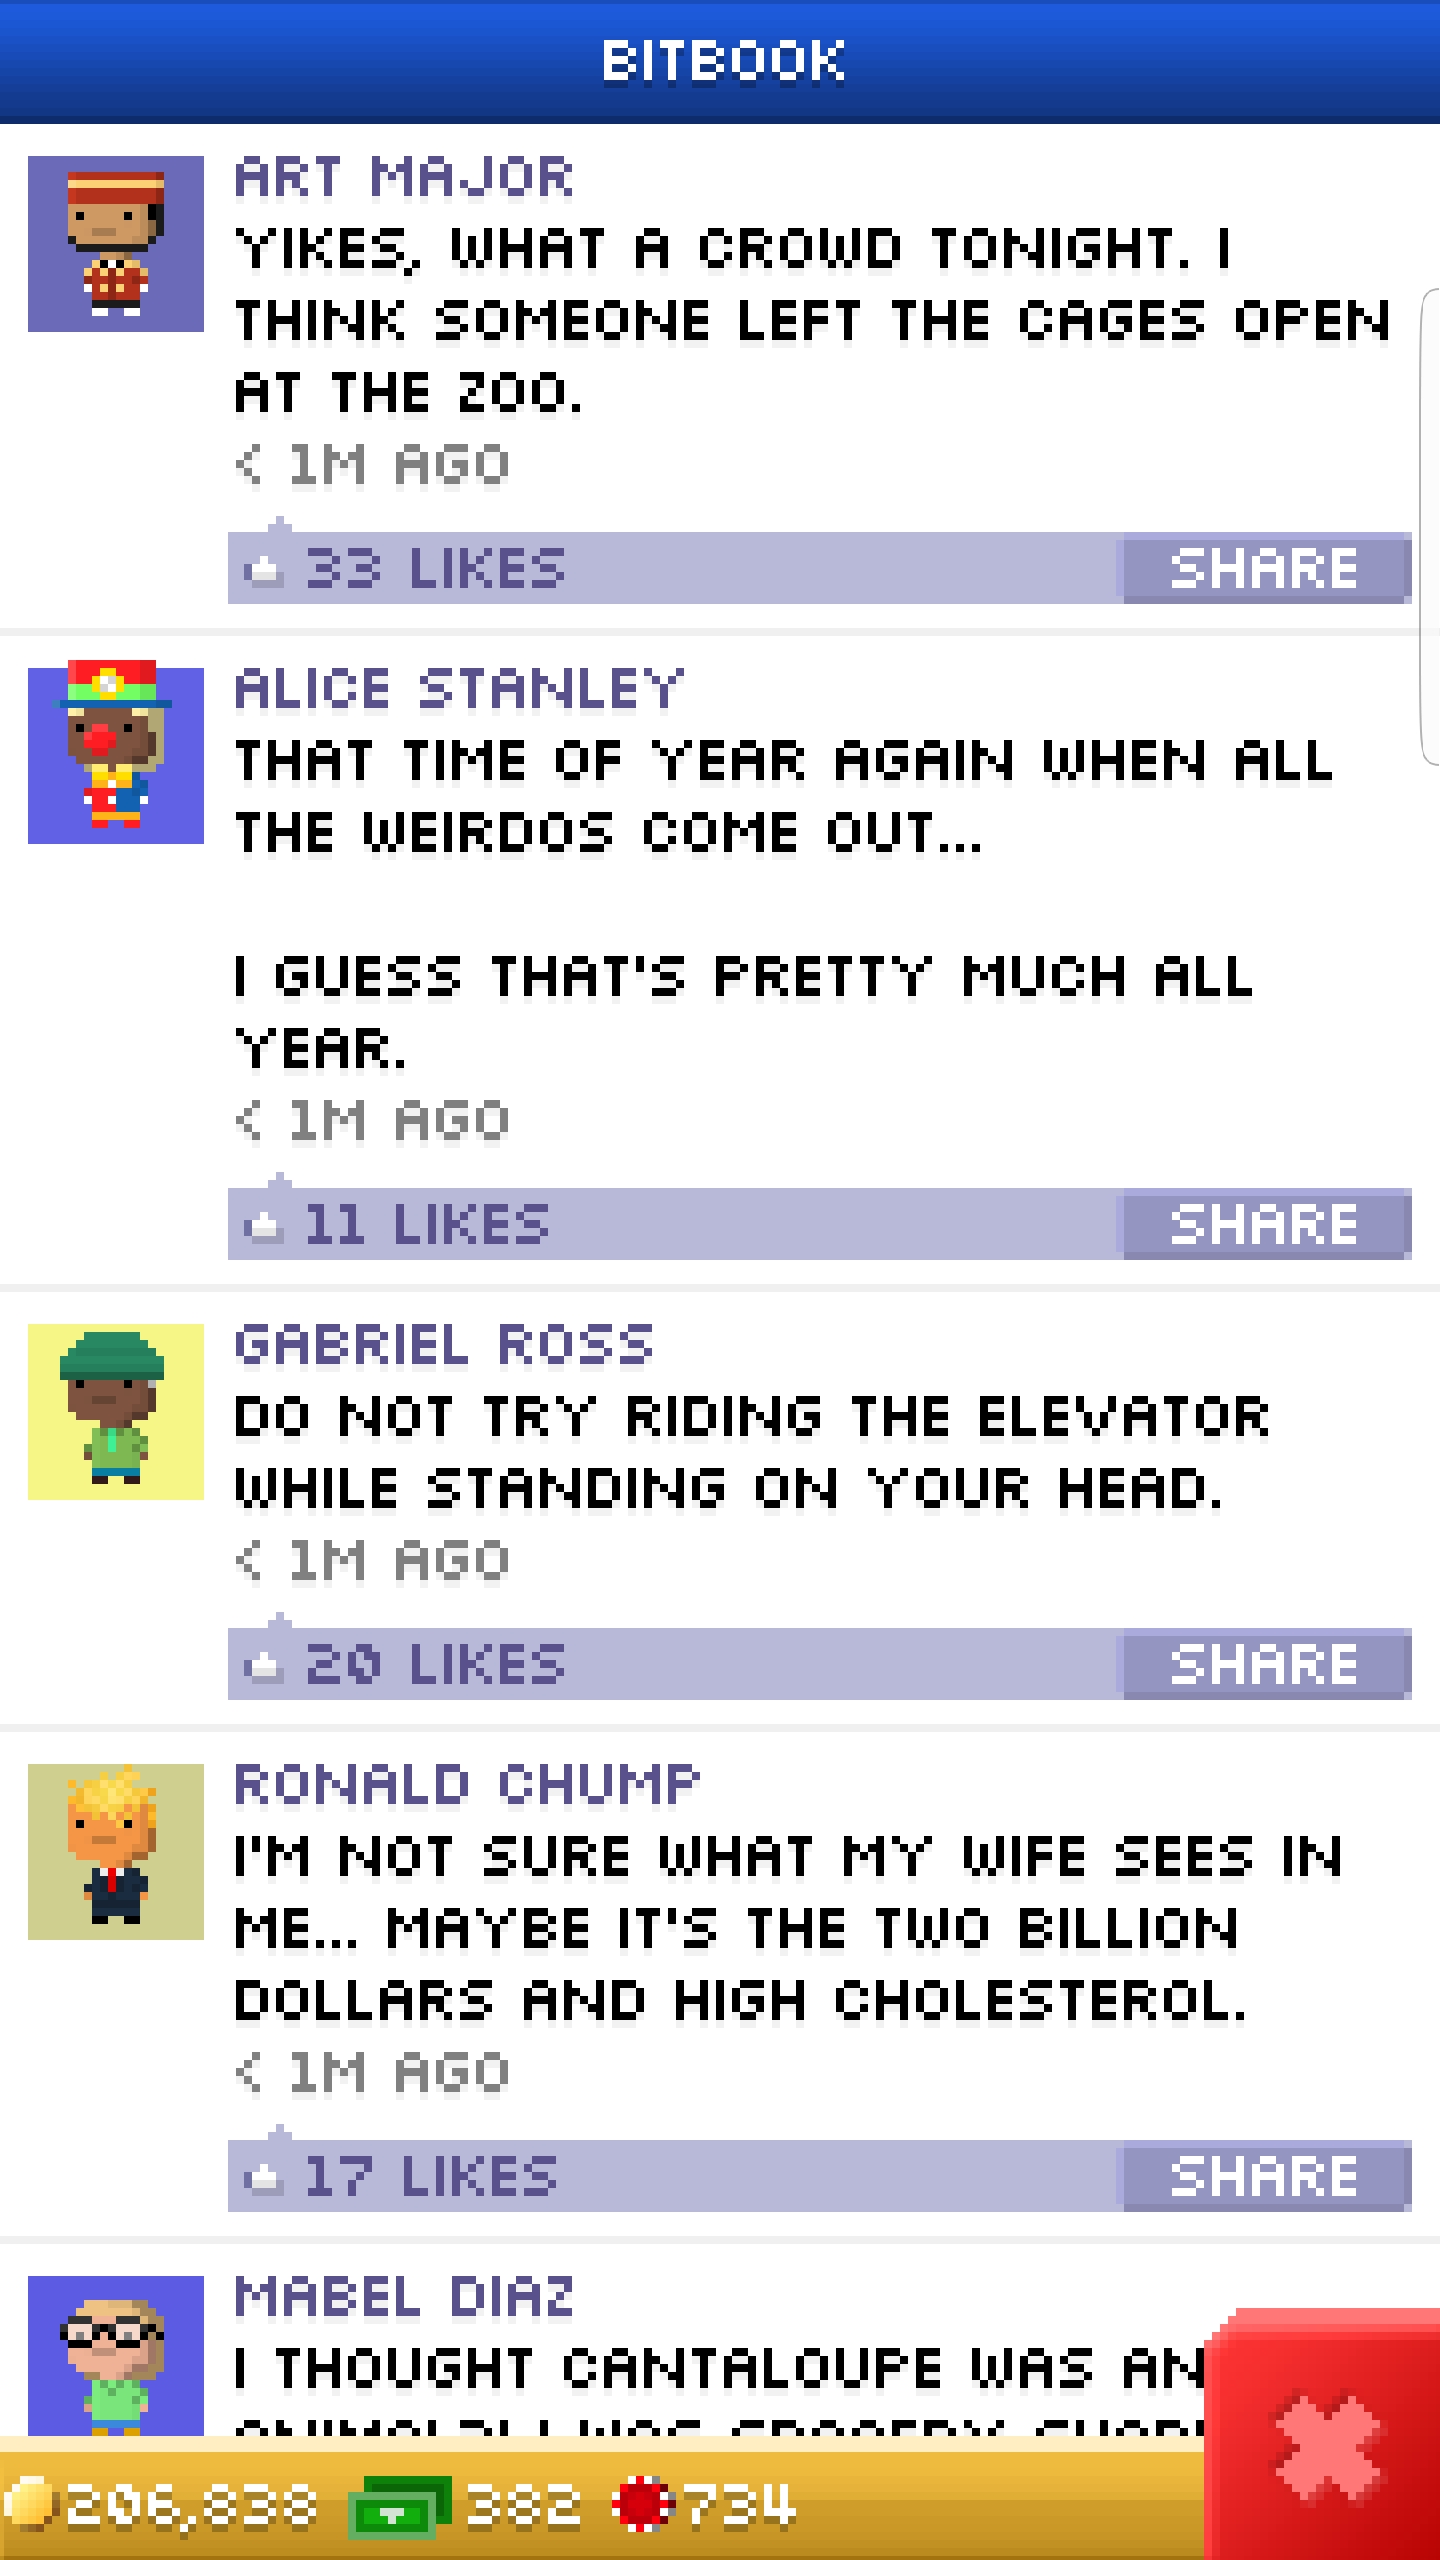 BITBOOK
ART MAJOR
YIKES, WHAT A CROWD TONIGHT. I
THINK SOMEONE LEFT THE CAGES OPEN
AT THE ZOO.
< 1M AGO
33 LIKES SHARE
ALICE STANLEY
THAT TIME OF YEAR AGAIN WHEN ALL
THE WEIRDOS COME OUT...
I GUESS THAT'S PRETTY MUCH ALL
YEAR.
< 1M AGO
11 LIKES SHARE
GABRIEL ROSS
DO NOT TRY RIDING THE ELEVATOR
WHILE STANDING ON YOUR HEAD.
< 1M AGO
20 LIKES SHARE
RONALD CHUMP
I'M NOT SURE WHAT MY WIFE SEES IN
ME... MAYBE IT'S THE TWO BILLION
DOLLARS AND HIGH CHOLESTEROL.
< 1M AGO
17 LIKES SHARE
MABEL DIAZ
I THOUGHT CANTALOUPE WAS AN
206,838 382 734